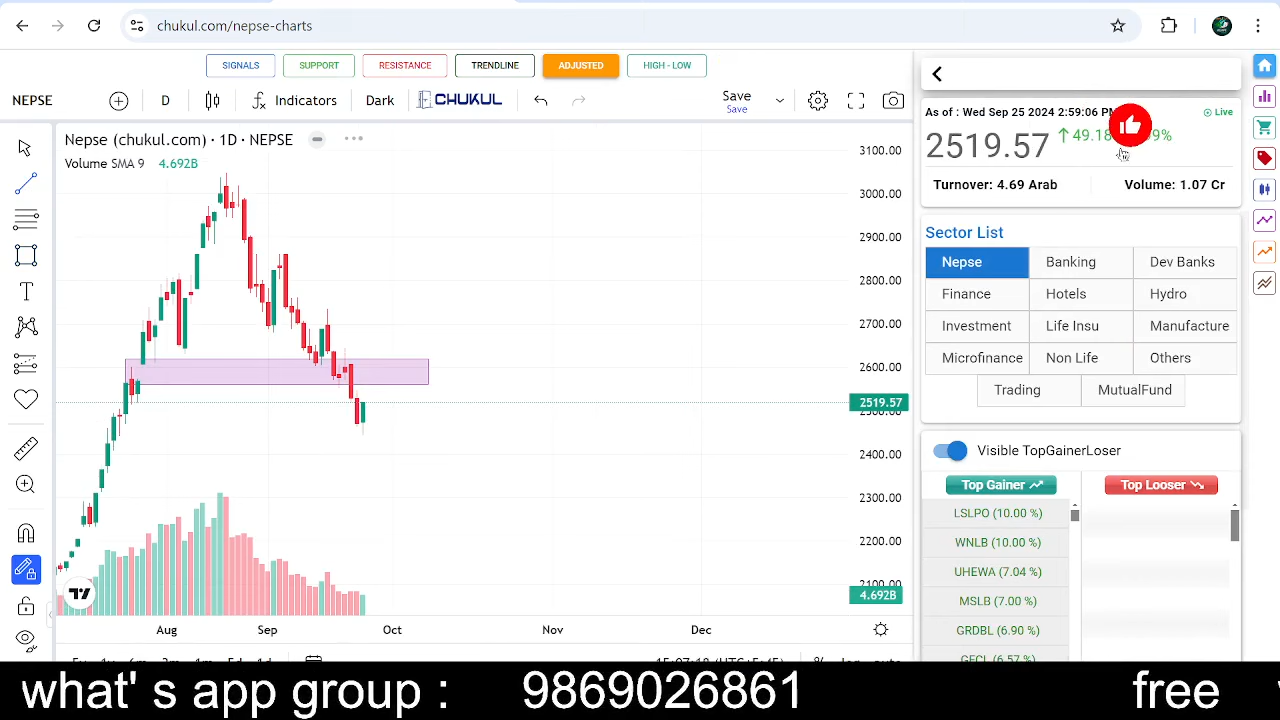 chukul.com/nepse-charts
SIGNALS SUPPORT RESISTANCE TRENDLINE ADJUSTED HIGH - LOW
NEPSE D Indicators Dark CHUKUL Save
Save
Nepse (chukul.com) · 1D · NEPSE
Volume SMA 9 4.692B
3100.00
3000.00
2900.00
2800.00
2700.00
2600.00
2519.57
2400.00
2300.00
2200.00
2100.00
4.692B
Aug Sep Oct Nov Dec
As of : Wed Sep 25 2024 2:59:06 PM
Live
2519.57 49.18 9%
Turnover: 4.69 Arab Volume: 1.07 Cr
Sector List
Nepse Banking Dev Banks
Finance Hotels Hydro
Investment Life Insu Manufacture
Microfinance Non Life Others
Trading MutualFund
Visible TopGainerLoser
Top Gainer Top Looser
LSLPO (10.00 %)
WNLB (10.00 %)
UHEWA (7.04 %)
MSLB (7.00 %)
GRDBL (6.90 %)
GFCL (6.57 %)
what' s app group : 9869026861 free